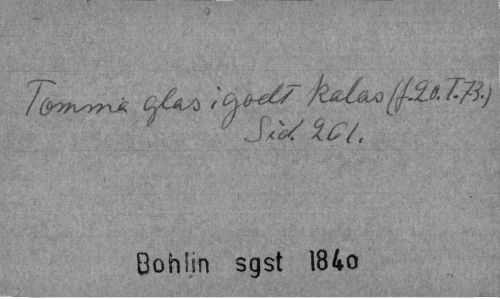 Tomma glas i godt kalas (f. 20. T. 73.)
Sid. 261.
Bohlin sgst 1840